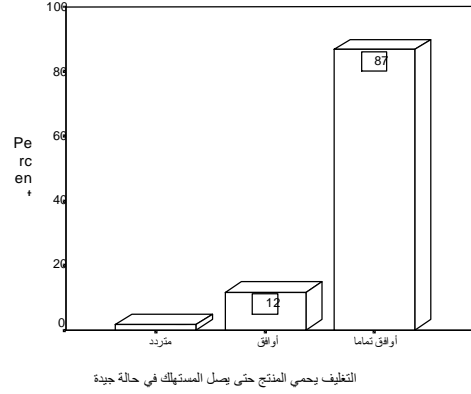 100
80
60
40
20
0
Pe
rc
en
t
87
12
متردد
أوافق
أوافق تماما
التغليف يحمي المنتج حتى يصل المستهلك في حالة جيدة